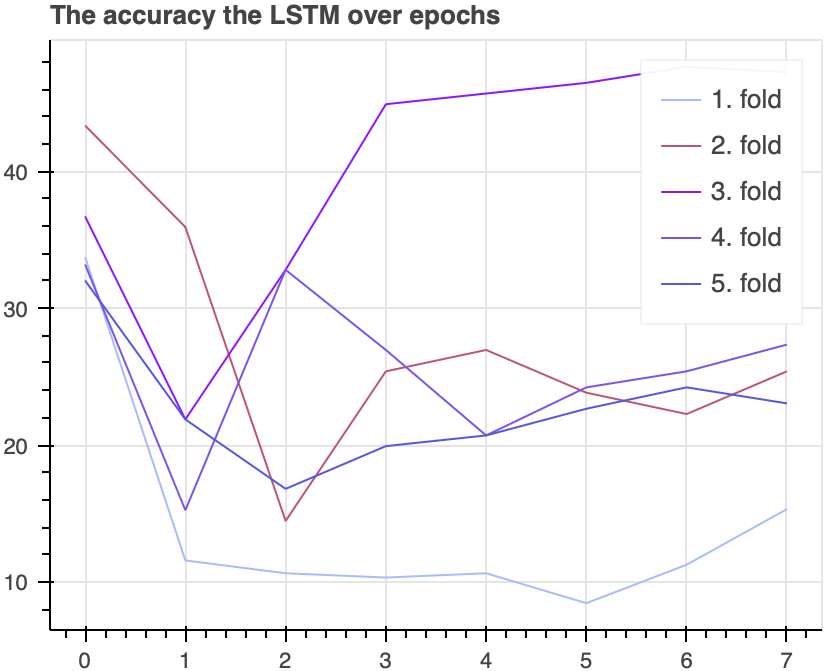 The accuracy the LSTM over epochs
1. fold
2. fold
3. fold
4. fold
5. fold
40
30
20
10
0 1 2 3 4 5 6 7